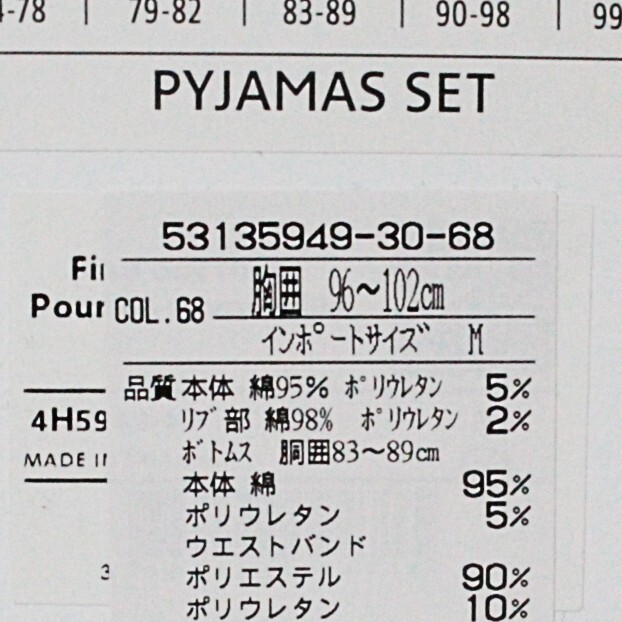 -78 | 79-82 | 83-89 | 90-98 | 99
PYJAMAS SET
53135949-30-68
Pour
COL.68
胸囲 96〜102cm
インポートサイズ M
品質 本体 綿95% ポリウレタン 5%
4H59
リブ部 綿98% ポリウレタン 2%
MADE IN
ボトムス 胴囲83〜89cm
本体 綿 95%
ポリウレタン 5%
ウエストバンド
3
ポリエステル 90%
ポリウレタン 10%